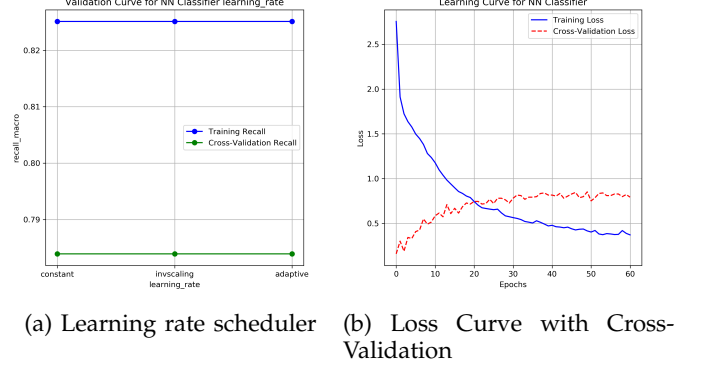 Validation Curve for NN Classifier learning_rate
recall_macro
0.82
0.81
0.80
0.79
Training Recall
Cross-Validation Recall
constant
invscaling
adaptive
learning_rate
Learning Curve for NN Classifier
Loss
2.5
2.0
1.5
1.0
0.5
Training Loss
Cross-Validation Loss
0
10
20
30
40
50
60
Epochs
(a) Learning rate scheduler
(b) Loss Curve with Cross-
Validation